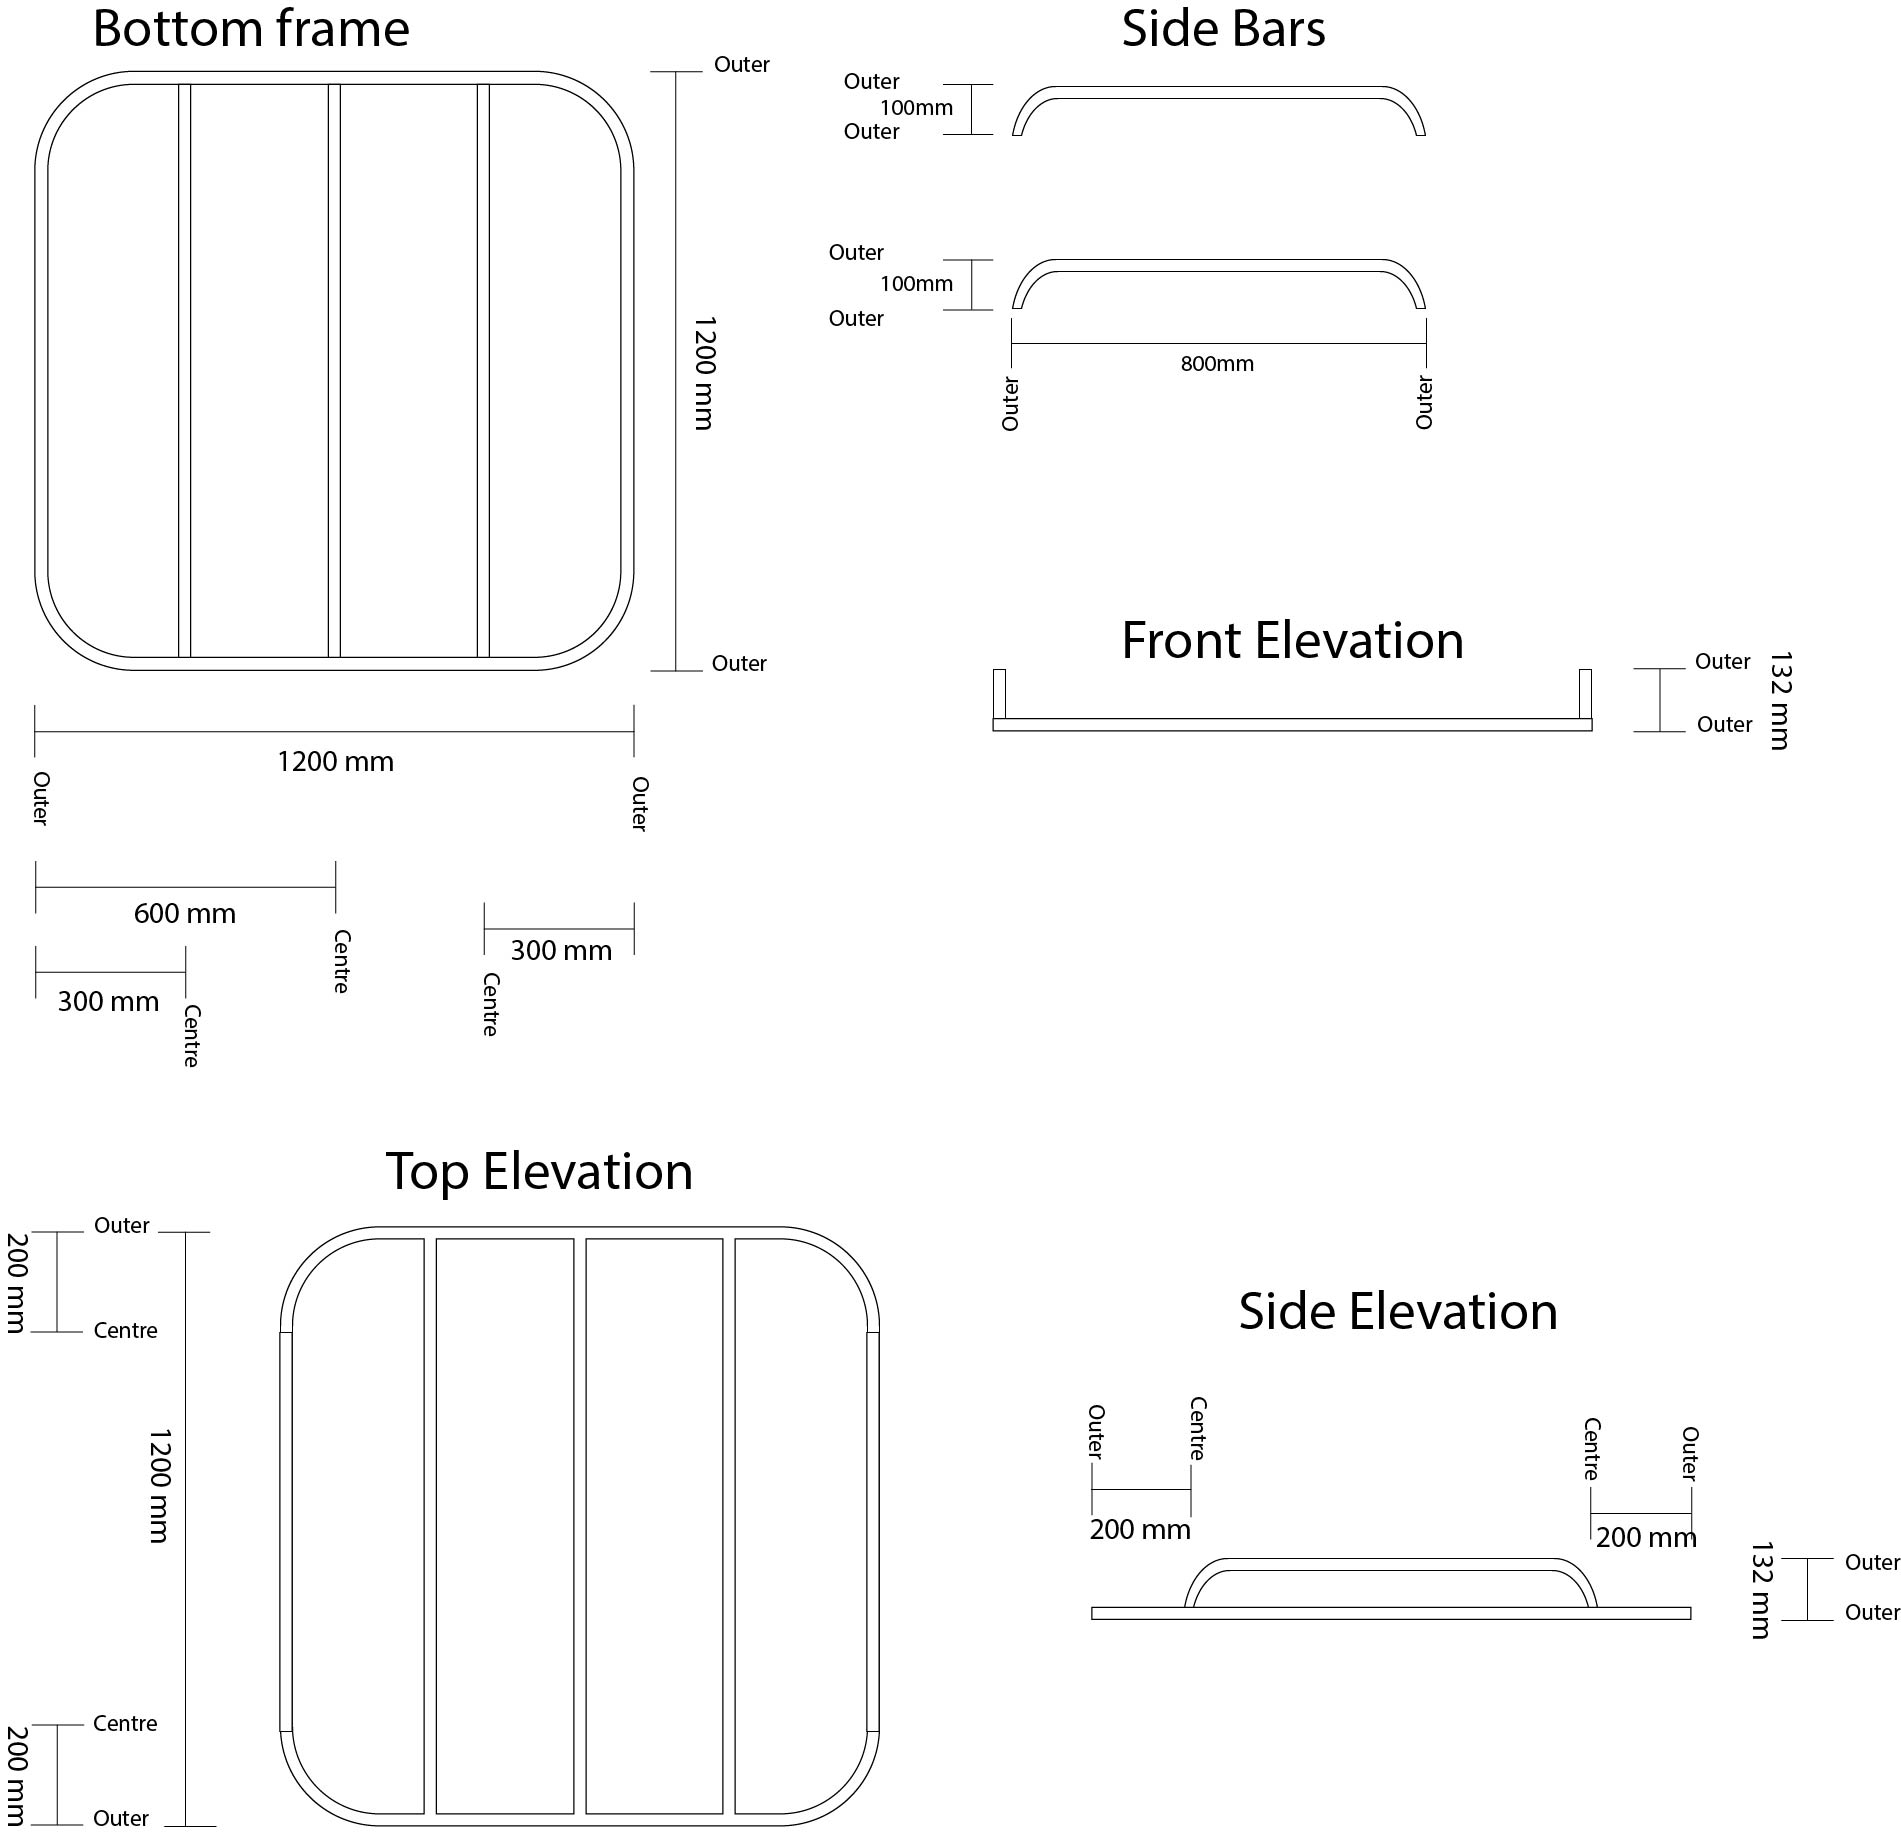 Bottom frame
Outer
1200 mm
Outer
1200 mm
Outer
Outer
600 mm
Centre
300 mm
Centre
300 mm
Centre
Side Bars
Outer
100mm
Outer
Outer
100mm
Outer
800mm
Outer
Outer
Front Elevation
Outer
132 mm
Outer
Top Elevation
Outer
200 mm
Centre
1200 mm
Centre
200 mm
Outer
Side Elevation
Outer
Centre
Centre
Outer
200 mm
200 mm
132 mm
Outer
Outer